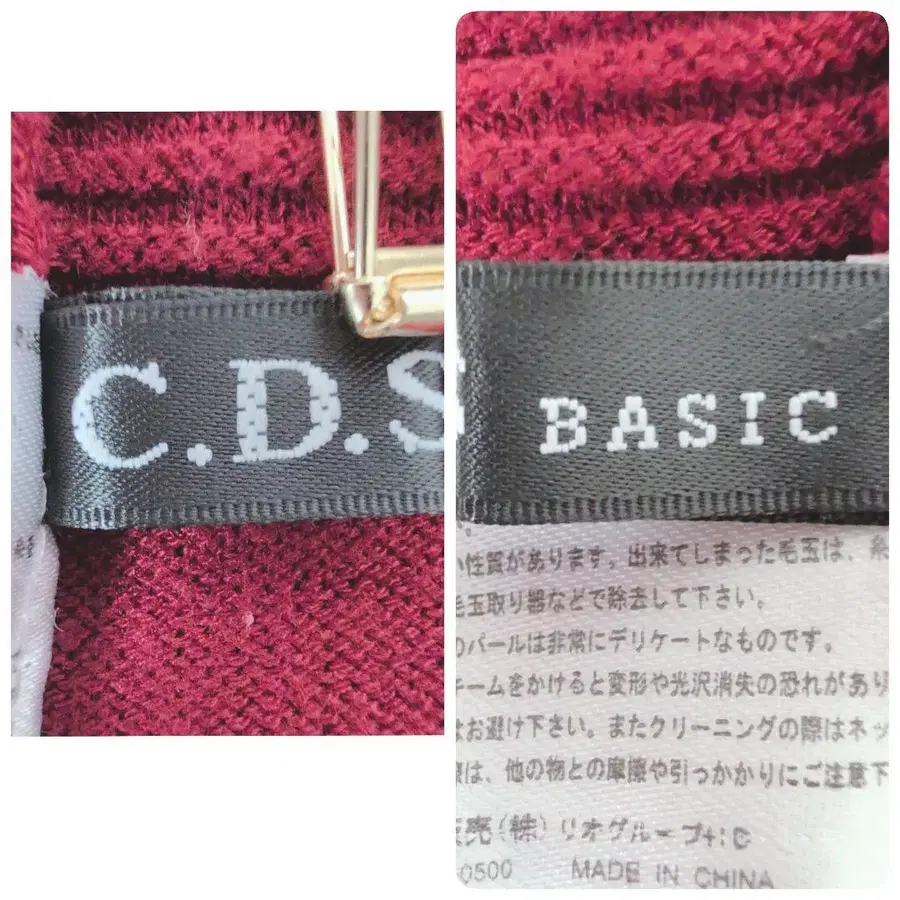 C.D.S
BASIC
性質があります。出来てしまった毛玉は、糸
毛玉取り器などで除去して下さい。
のパールは非常にデリケートなものです。
ームをかけると変形や光沢消失の恐れがあり
お避け下さい。またクリーニングの際はネッ
は、他の物との摩擦や引っかかりにご注意下
売(株)リオグループ
0500 MADE IN CHINA